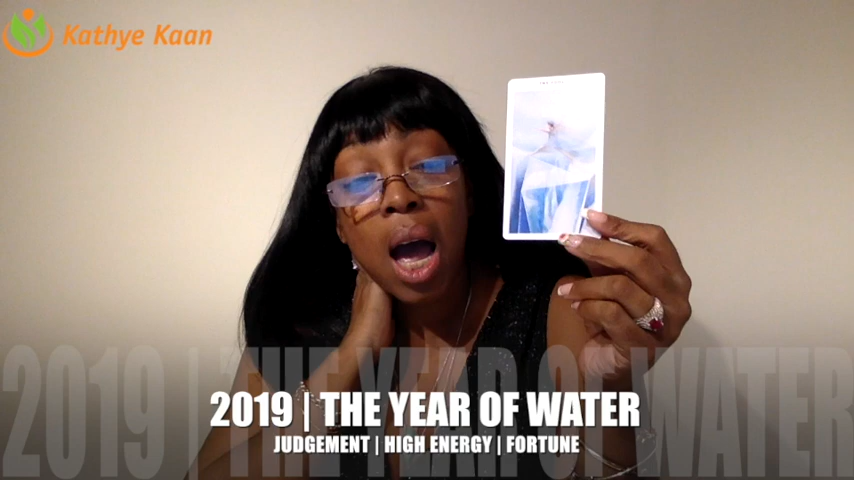 Kathye Kaan
2019 | THE YEAR OF WATER
2019 | THE YEAR OF WATER
JUDGEMENT | HIGH ENERGY | FORTUNE